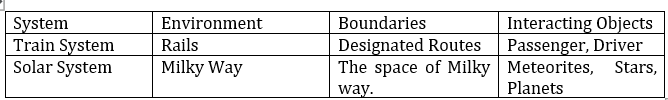 System Environment Boundaries Interacting Objects
Train System Rails Designated Routes Passenger, Driver
Solar System Milky Way The space of Milky way. Meteorites, Stars, Planets